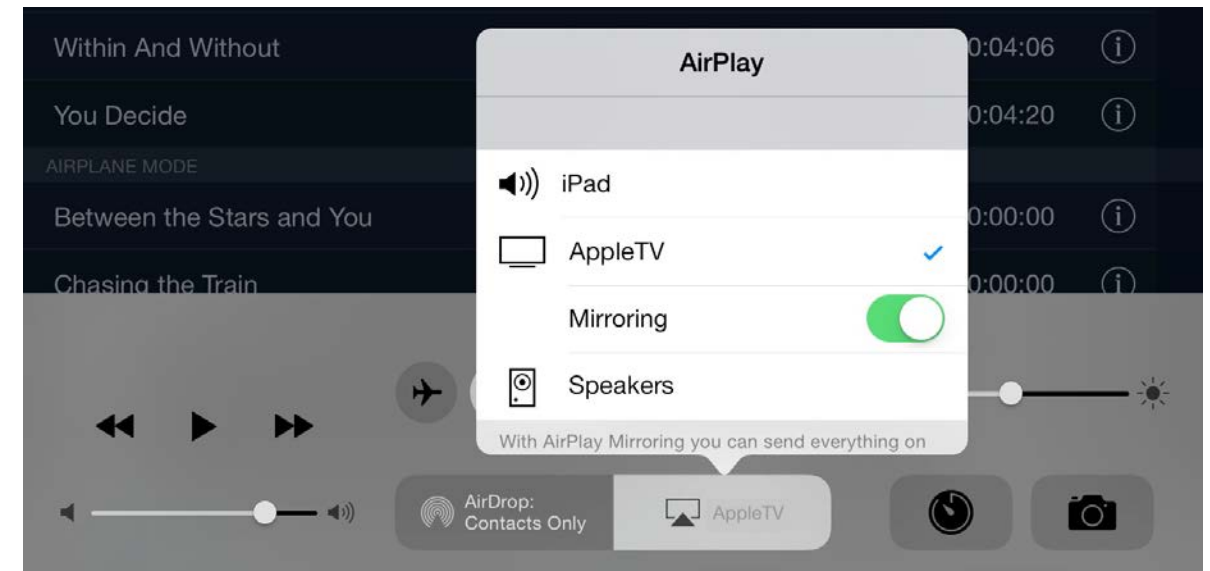 Within And Without
0:04:06
You Decide
0:04:20
AIRPLANE MODE
Between the Stars and You
0:00:00
Chasing the Train
0:00:00
AirPlay
iPad
AppleTV
Mirroring
Speakers
With AirPlay Mirroring you can send everything on
AirDrop:
Contacts Only
AppleTV